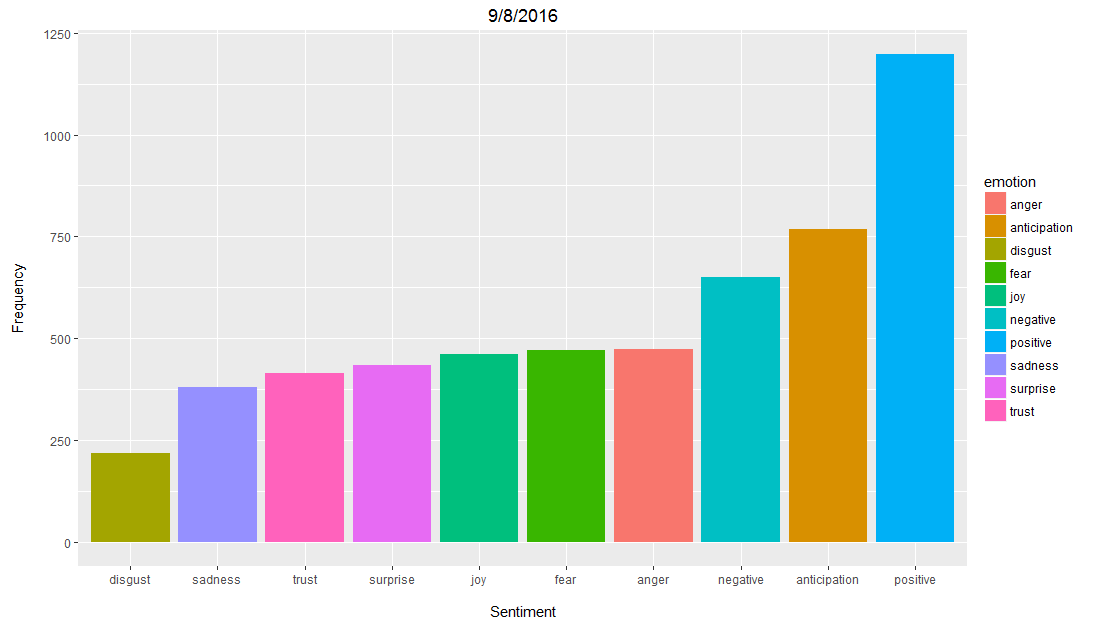 9/8/2016
1250
1000
750
500
250
0
Frequency
disgust sadness trust surprise joy fear anger negative anticipation positive
Sentiment
emotion
anger
anticipation
disgust
fear
joy
negative
positive
sadness
surprise
trust